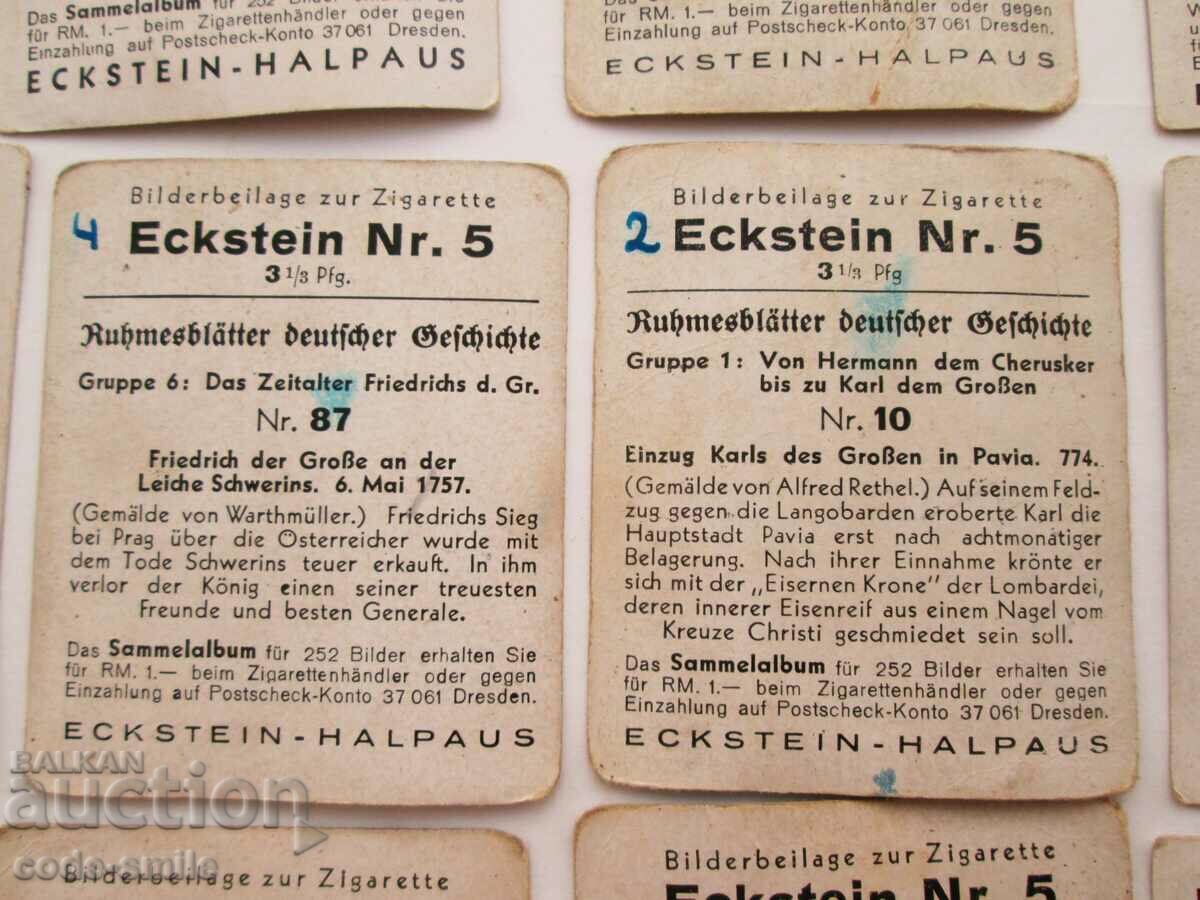 Das Sammelalbum für 252 Bilder erhalten Sie
für RM. 1.— beim Zigarettenhändler oder gegen
Einzahlung auf Postscheck-Konto 37 061 Dresden.
ECKSTEIN-HALPAUS
für RM. 1.— beim Zigarettenhändler oder gegen
Einzahlung auf Postscheck-Konto 37 061 Dresden.
ECKSTEIN-HALPAUS
Bilderbeilage zur Zigarette
4 Eckstein Nr. 5
3 1/3 Pfg.
Ruhmesblätter deutscher Geschichte
Gruppe 6: Das Zeitalter Friedrichs d. Gr.
Nr. 87
Friedrich der Große an der
Leiche Schwerins. 6. Mai 1757.
(Gemälde von Warthmüller.) Friedrichs Sieg
bei Prag über die Österreicher wurde mit
dem Tode Schwerins teuer erkauft. In ihm
verlor der König einen seiner treuesten
Freunde und besten Generale.
Das Sammelalbum für 252 Bilder erhalten Sie
für RM. 1.— beim Zigarettenhändler oder gegen
Einzahlung auf Postscheck-Konto 37 061 Dresden.
ECKSTEIN-HALPAUS
Bilderbeilage zur Zigarette
2 Eckstein Nr. 5
3 1/3 Pfg
Ruhmesblätter deutscher Geschichte
Gruppe 1: Von Hermann dem Cherusker
bis zu Karl dem Großen
Nr. 10
Einzug Karls des Großen in Pavia. 774.
(Gemälde von Alfred Rethel.) Auf seinem Feld-
zug gegen die Langobarden eroberte Karl die
Hauptstadt Pavia erst nach achtmonatiger
Belagerung. Nach ihrer Einnahme krönte er
sich mit der „Eisernen Krone" der Lombardei,
deren innerer Eisenreif aus einem Nagel vom
Kreuze Christi geschmiedet sein soll.
Das Sammelalbum für 252 Bilder erhalten Sie
für RM. 1.— beim Zigarettenhändler oder gegen
Einzahlung auf Postscheck-Konto 37 061 Dresden.
ECKSTEIN-HALPAUS
BALKAN
auction
code-smile
Bilderbeilage zur Zigarette
Bilderbeilage zur Zigarette
Eckstein Nr. 5